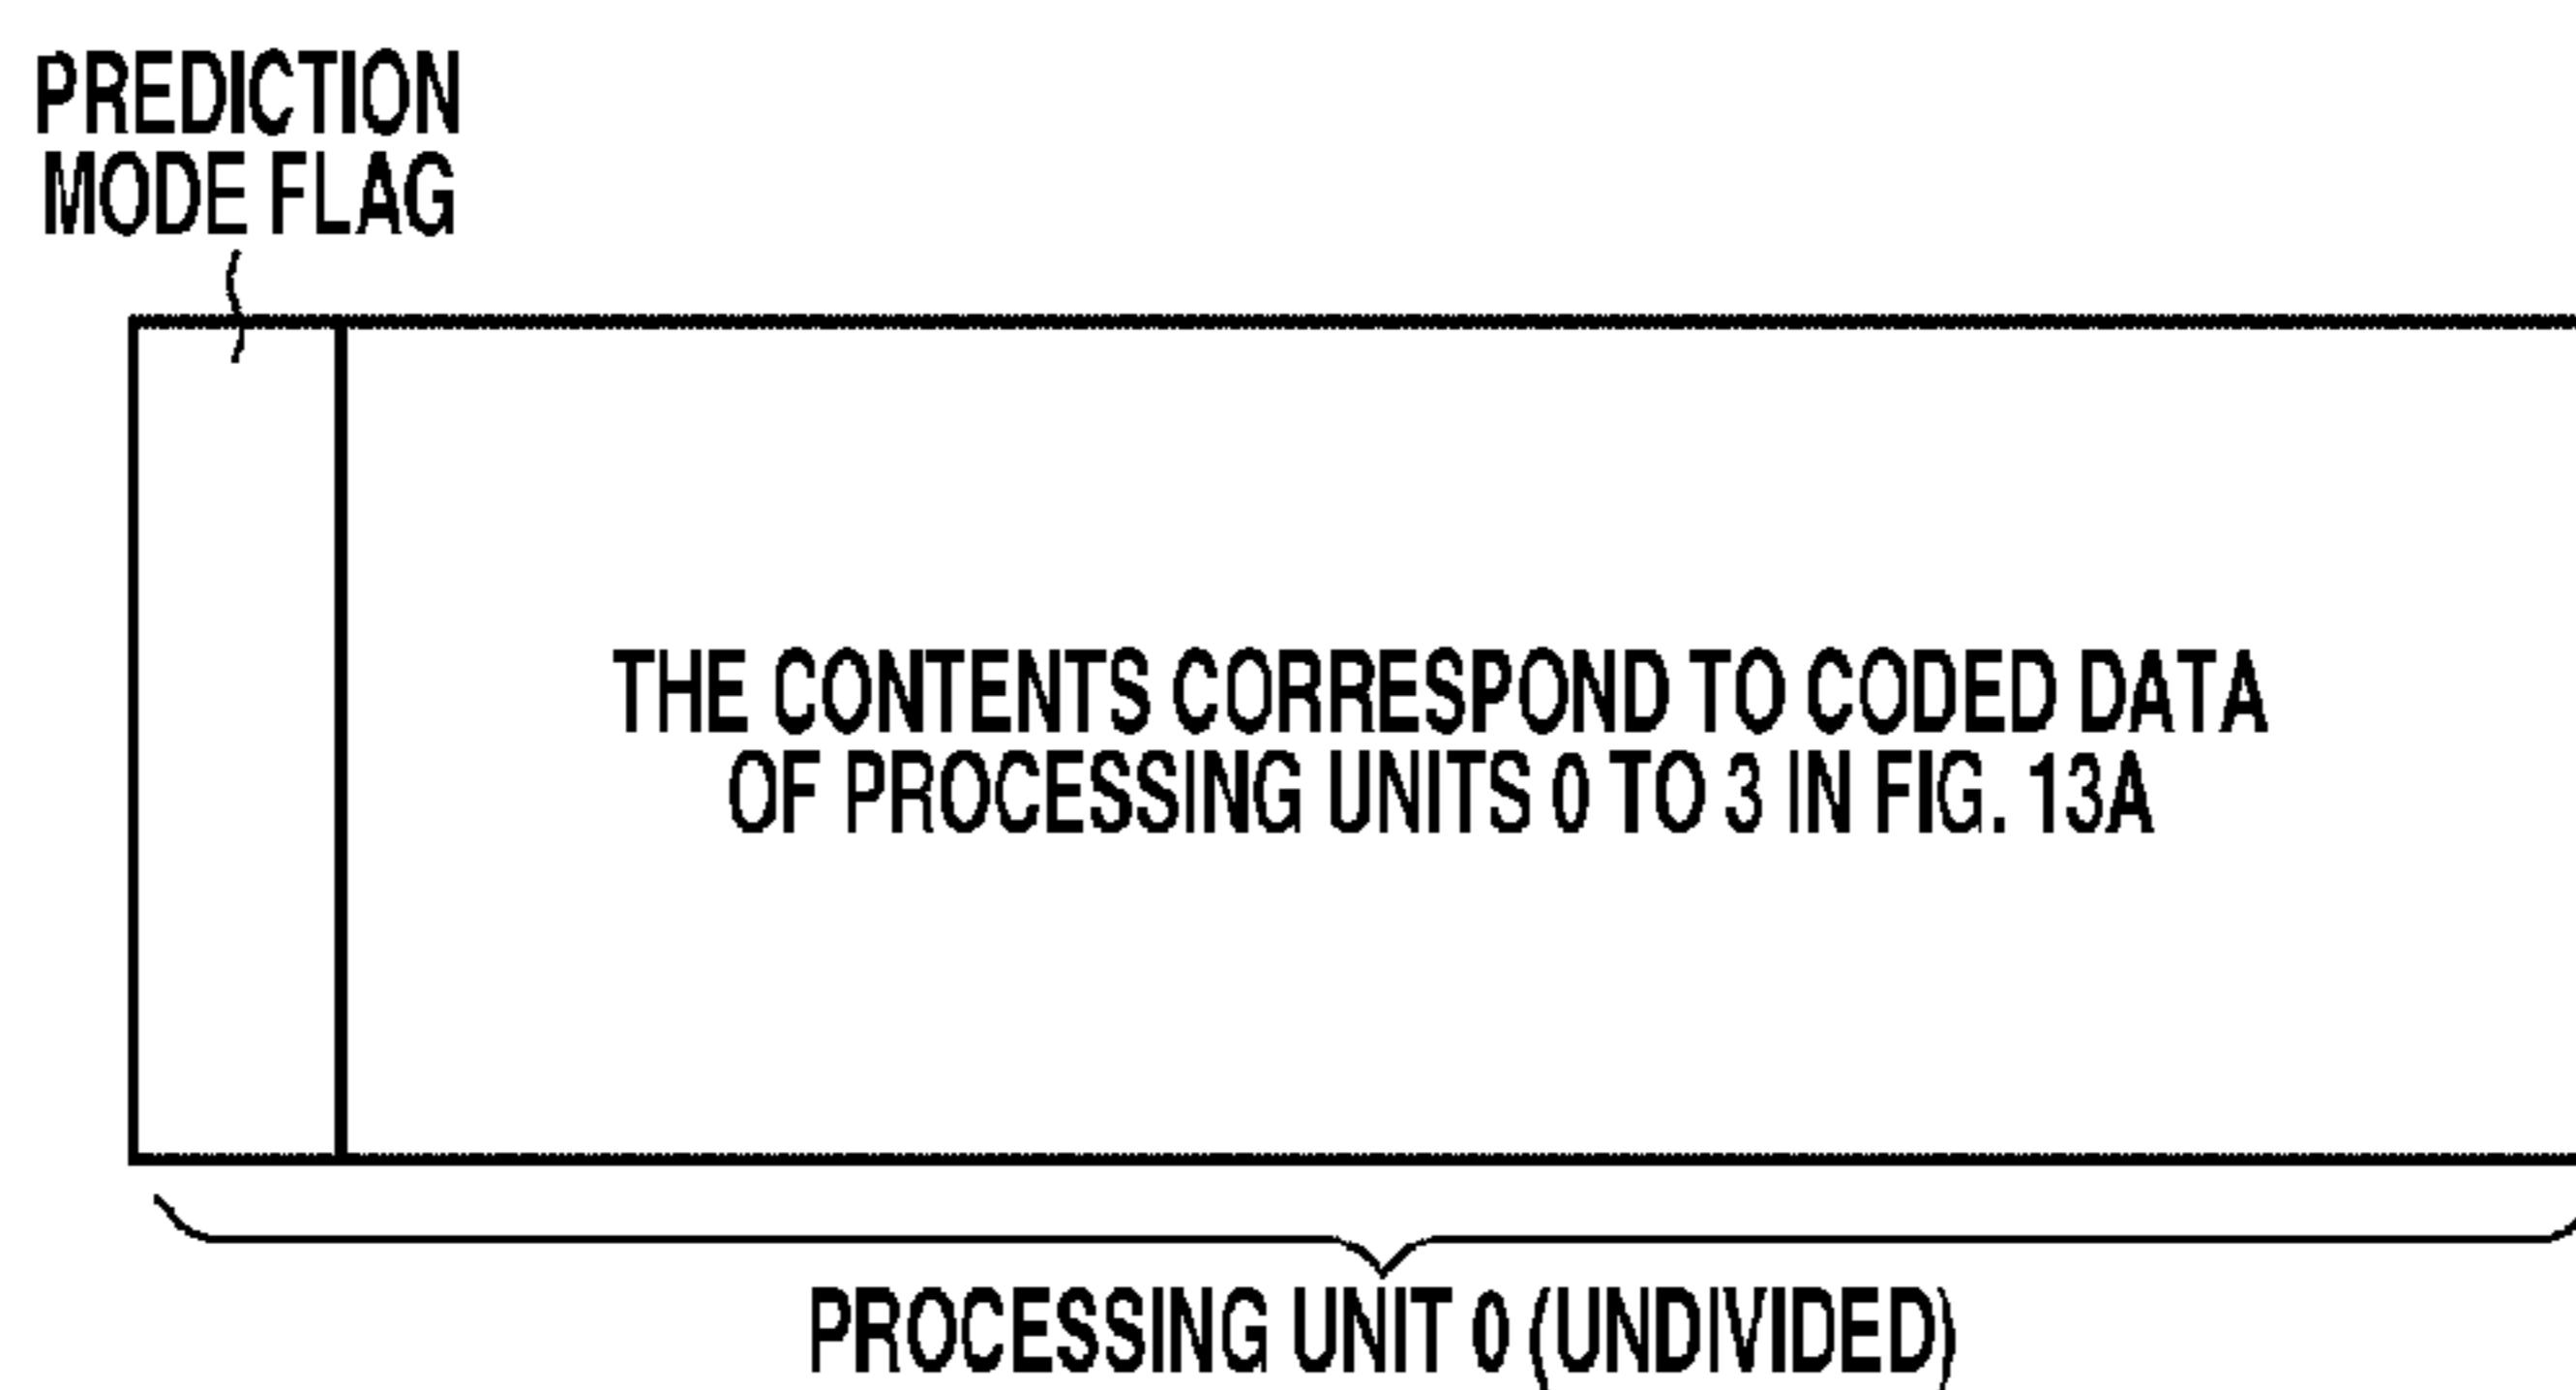 PREDICTION
MODE FLAG
THE CONTENTS CORRESPOND TO CODED DATA
OF PROCESSING UNITS 0 TO 3 IN FIG. 13A
PROCESSING UNIT 0 (UNDIVIDED)